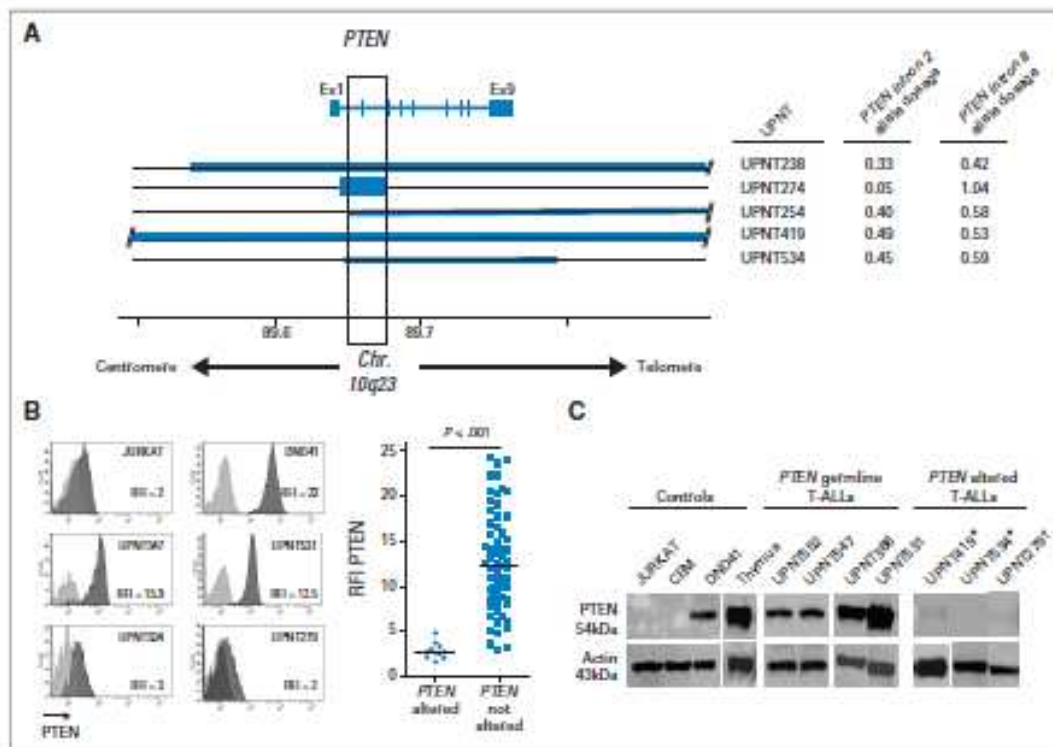 A
PTEN
Ex1
Ex9
UPNT
PTEN intron 2
allele dosage
PTEN intron 8
allele dosage
UPNT238 0.33 0.42
UPNT274 0.05 1.04
UPNT254 0.40 0.58
UPNT419 0.49 0.53
UPNT534 0.45 0.59
89.6 89.7
Centromere
Chr.
10q23
Telomere
B
JURKAT
RFI = 2
DND41
RFI = 22
RFI = 15.9
UPNT531
RFI = 12.5
RFI = 3
RFI = 2
PTEN
P < .001
RFI PTEN
25
20
15
10
5
0
PTEN
altered
PTEN
not
altered
C
Controls
PTEN germline
T-ALLs
PTEN altered
T-ALLs
JURKAT
CEM
DND41
Thymus
UPNT547
UPNT531
UPNT419*
UPNT534*
PTEN
54kDa
Actin
43kDa